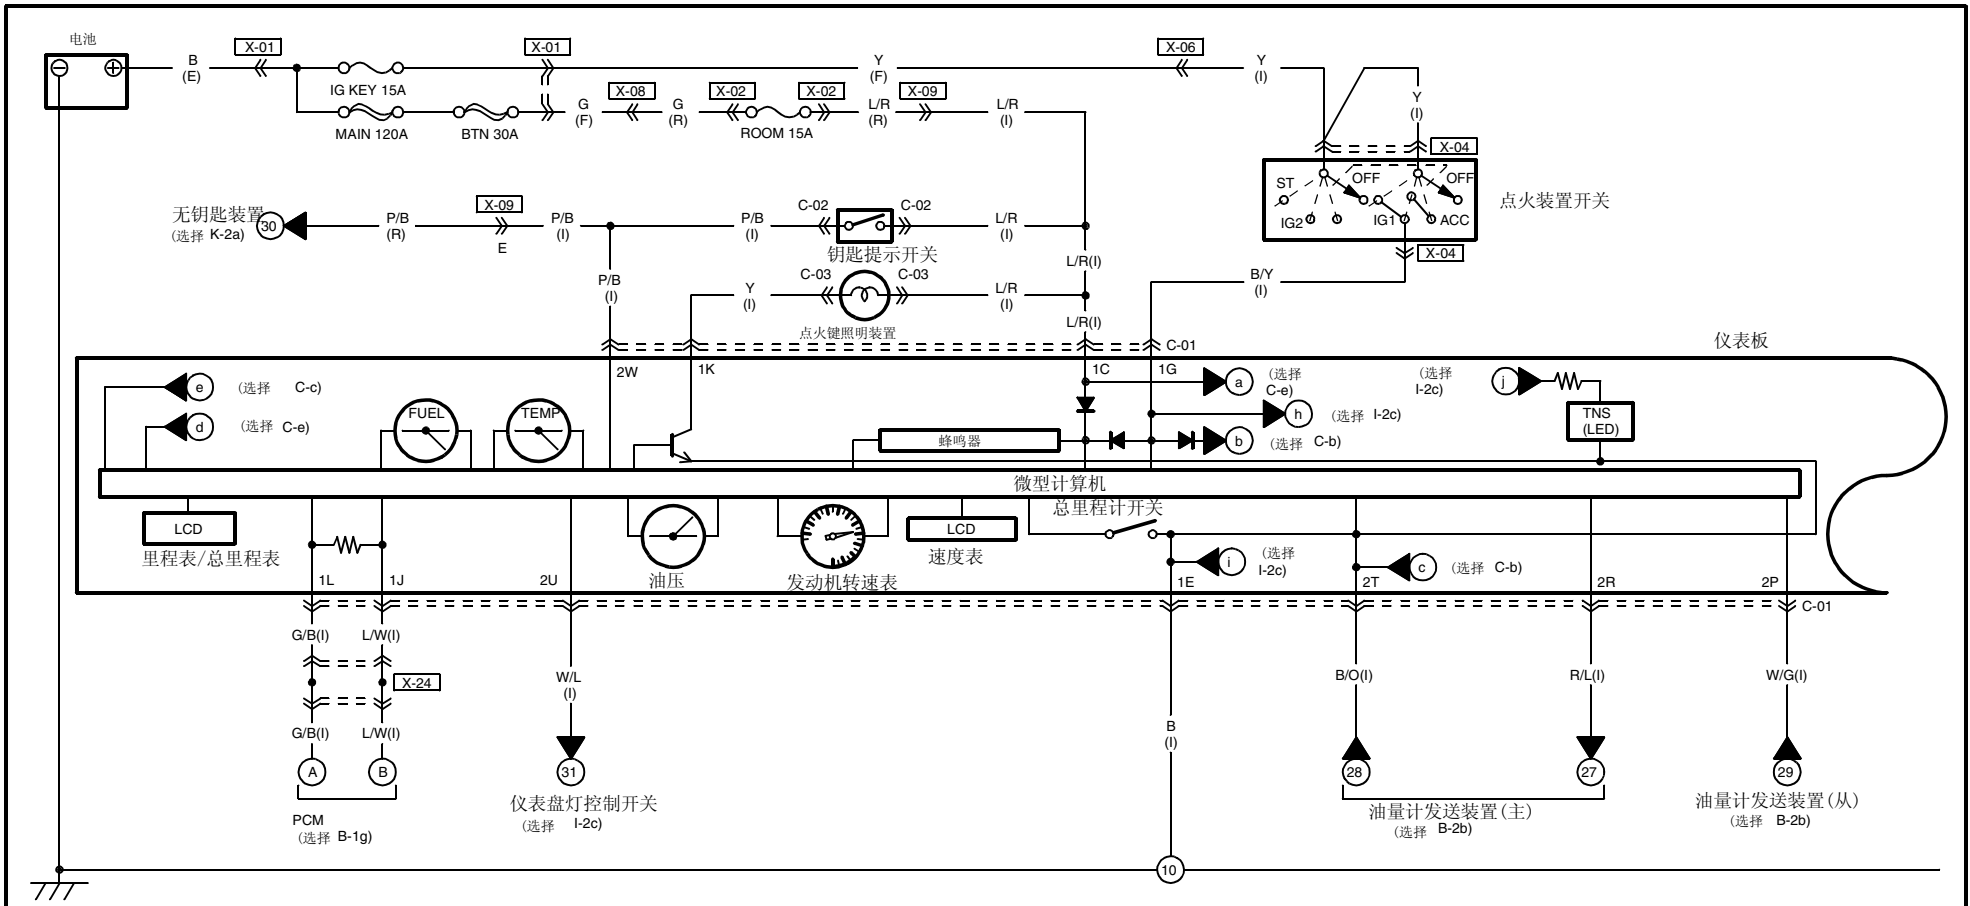 电池
B
(E)
X-01
IG KEY 15A
X-01
Y
(F)
X-06
Y
(I)
Y
(I)
MAIN 120A
BTN 30A
G
(F)
X-08
G
(R)
X-02
ROOM 15A
X-02
L/R
(R)
X-09
L/R
(I)
X-04
ST
OFF
OFF
IG2
IG1
ACC
点火装置开关
X-04
无钥匙装置
(选择 K-2a)
30
P/B
(R)
X-09
E
P/B
(I)
P/B
(I)
C-02
C-02
钥匙提示开关
L/R
(I)
L/R(I)
B/Y
(I)
P/B
(I)
Y
(I)
C-03
C-03
点火键照明装置
L/R
(I)
L/R(I)
C-01
仪表板
2W
1K
1C
1G
e
(选择 C-c)
d
(选择 C-e)
FUEL
TEMP
a
(选择
C-e)
h
(选择 I-2c)
b
(选择 C-b)
(选择
I-2c)
j
TNS
(LED)
蜂鸣器
微型计算机
LCD
里程表/总里程表
油压
发动机转速表
LCD
速度表
总里程计开关
i
(选择
I-2c)
c
(选择 C-b)
1L
1J
2U
1E
2T
2R
2P
C-01
G/B(I)
L/W(I)
X-24
G/B(I)
L/W(I)
W/L
(I)
B
(I)
B/O(I)
R/L(I)
W/G(I)
A
B
PCM
(选择 B-1g)
31
仪表盘灯控制开关
(选择 I-2c)
28
27
油量计发送装置(主)
(选择 B-2b)
29
油量计发送装置(从)
(选择 B-2b)
10